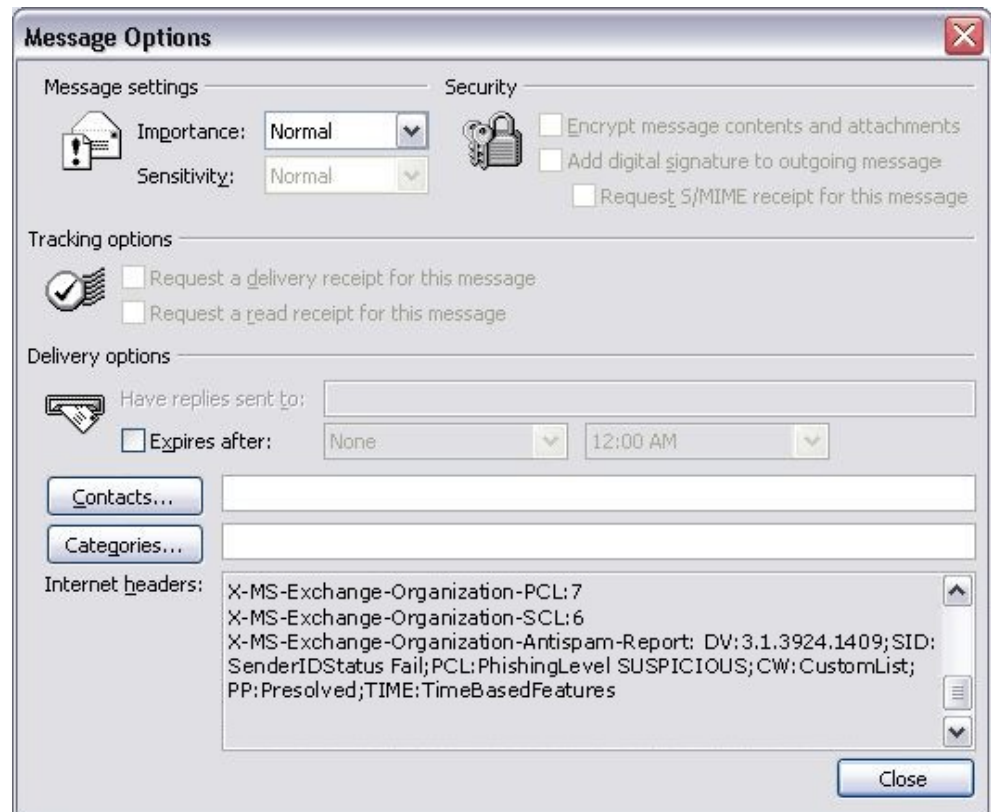 Message Options
Message settings
Security
Importance: Normal
Encrypt message contents and attachments
Sensitivity: Normal
Add digital signature to outgoing message
Request S/MIME receipt for this message
Tracking options
Request a delivery receipt for this message
Request a read receipt for this message
Delivery options
Have replies sent to:
Expires after: None 12:00 AM
Contacts...
Categories...
Internet headers:
X-MS-Exchange-Organization-PCL:7
X-MS-Exchange-Organization-SCL:6
X-MS-Exchange-Organization-Antispam-Report: DV:3.1.3924.1409;SID:
SenderIDStatus Fail;PCL:PhishingLevel SUSPICIOUS;CW:CustomList;
PP:Presolved;TIME:TimeBasedFeatures
Close